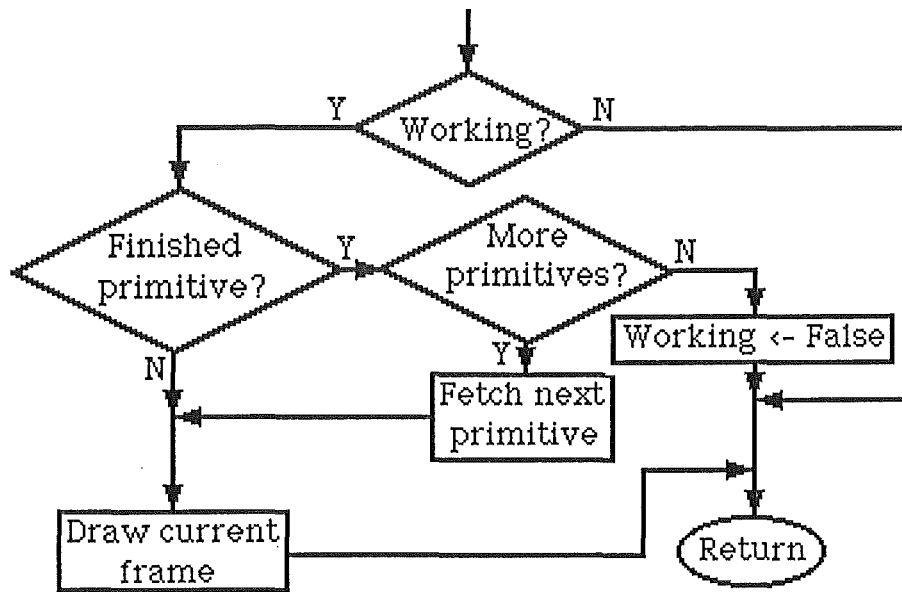 Y
N
Working?
Finished
primitive?
Y
More
primitives?
N
Working <- False
N
Y
Fetch next
primitive
Draw current
frame
Return